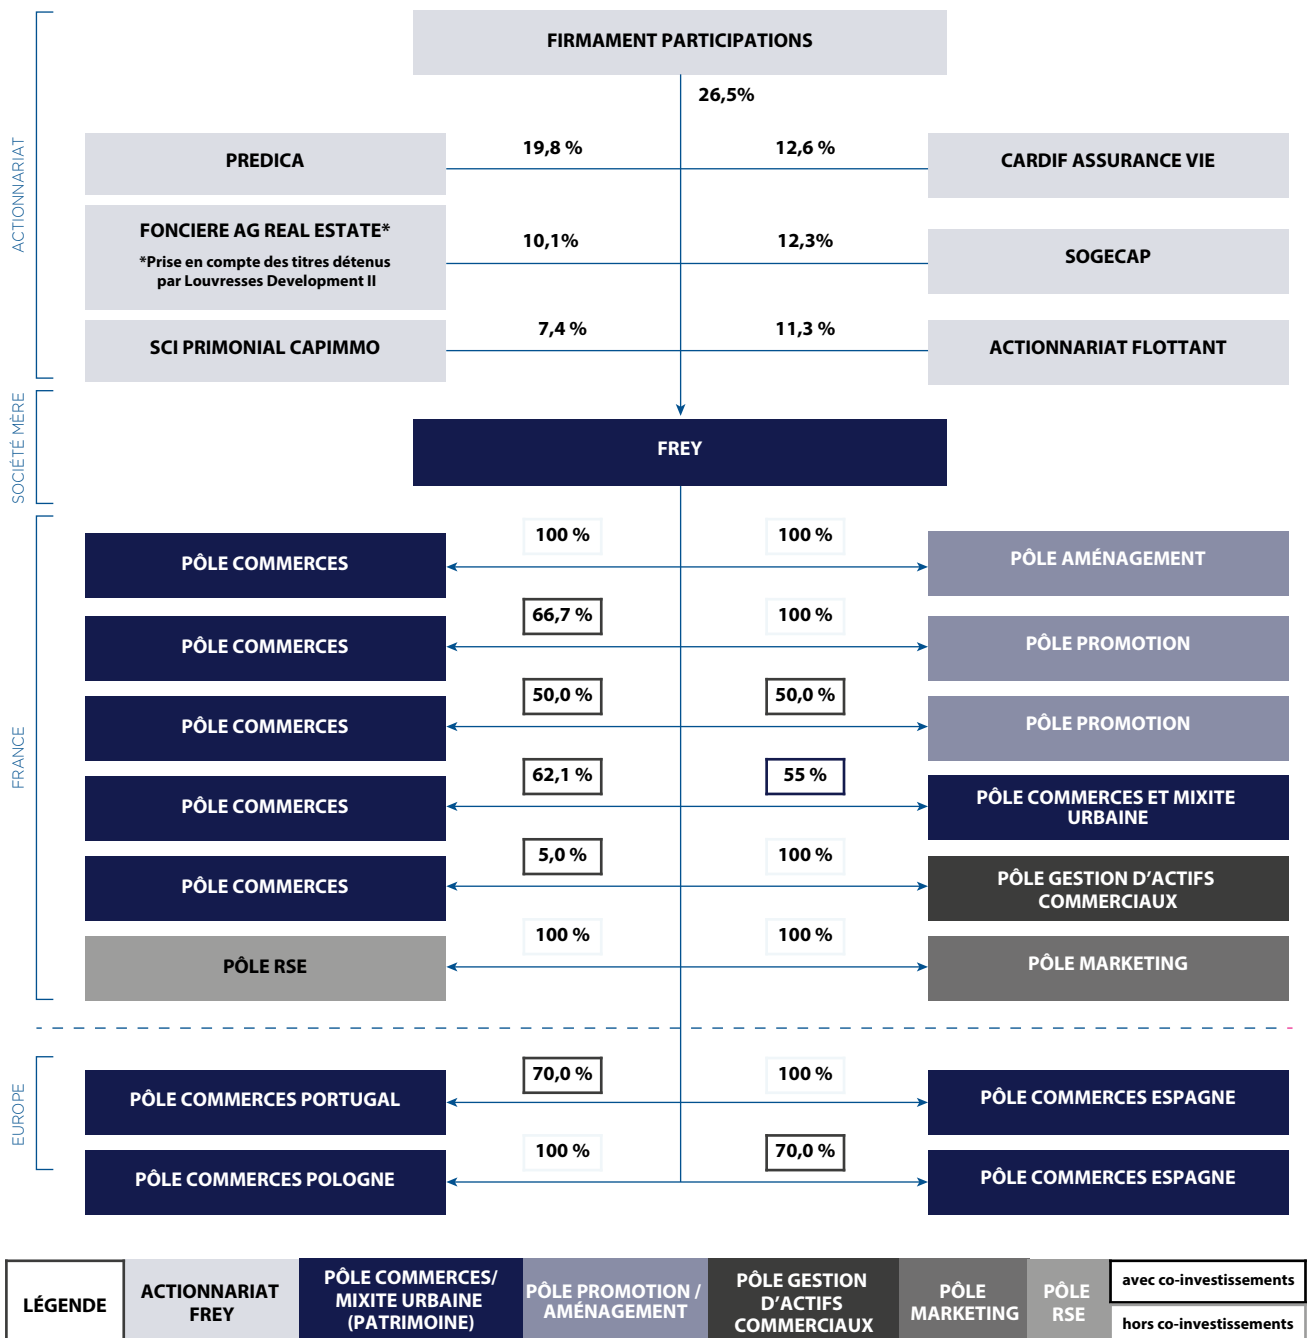 FIRMAMENT PARTICIPATIONS
26,5%
ACTIONNARIAT
PREDICA
19,8 %
12,6 %
CARDIF ASSURANCE VIE
FONCIERE AG REAL ESTATE*
*Prise en compte des titres détenus
par Louvresses Development II
10,1%
12,3%
SOGECAP
SCI PRIMONIAL CAPIMMO
7,4 %
11,3 %
ACTIONNARIAT FLOTTANT
SOCIÉTÉ MÈRE
FREY
FRANCE
PÔLE COMMERCES
100 %
100 %
PÔLE AMÉNAGEMENT
PÔLE COMMERCES
66,7 %
100 %
PÔLE PROMOTION
PÔLE COMMERCES
50,0 %
50,0 %
PÔLE PROMOTION
PÔLE COMMERCES
62,1 %
55 %
PÔLE COMMERCES ET MIXITE
URBAINE
PÔLE COMMERCES
5,0 %
100 %
PÔLE GESTION D'ACTIFS
COMMERCIAUX
PÔLE RSE
100 %
100 %
PÔLE MARKETING
EUROPE
PÔLE COMMERCES PORTUGAL
70,0 %
100 %
PÔLE COMMERCES ESPAGNE
PÔLE COMMERCES POLOGNE
100 %
70,0 %
PÔLE COMMERCES ESPAGNE
LÉGENDE
ACTIONNARIAT
FREY
PÔLE COMMERCES/
MIXITE URBAINE
(PATRIMOINE)
PÔLE PROMOTION /
AMÉNAGEMENT
PÔLE GESTION
D'ACTIFS
COMMERCIAUX
PÔLE
MARKETING
PÔLE
RSE
avec co-investissements
hors co-investissements